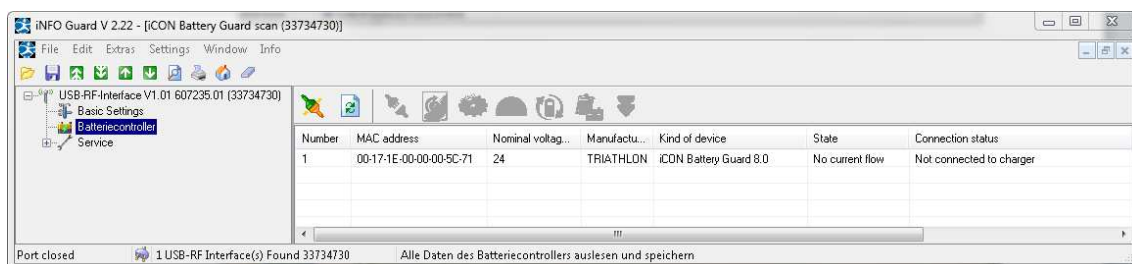 iNFO Guard V 2.22 - [iCON Battery Guard scan (33734730)]
File Edit Extras Settings Window Info
USB-RF-Interface V1.01 607235.01 (33734730)
Basic Settings
Batteriecontroller
Service
Number MAC address Nominal voltag... Manufactu... Kind of device State Connection status
1 00-17-1E-00-00-00-5C-71 24 TRIATHLON iCON Battery Guard 8.0 No current flow Not connected to charger
Port closed 1 USB-RF Interface(s) Found 33734730 Alle Daten des Batteriecontrollers auslesen und speichern